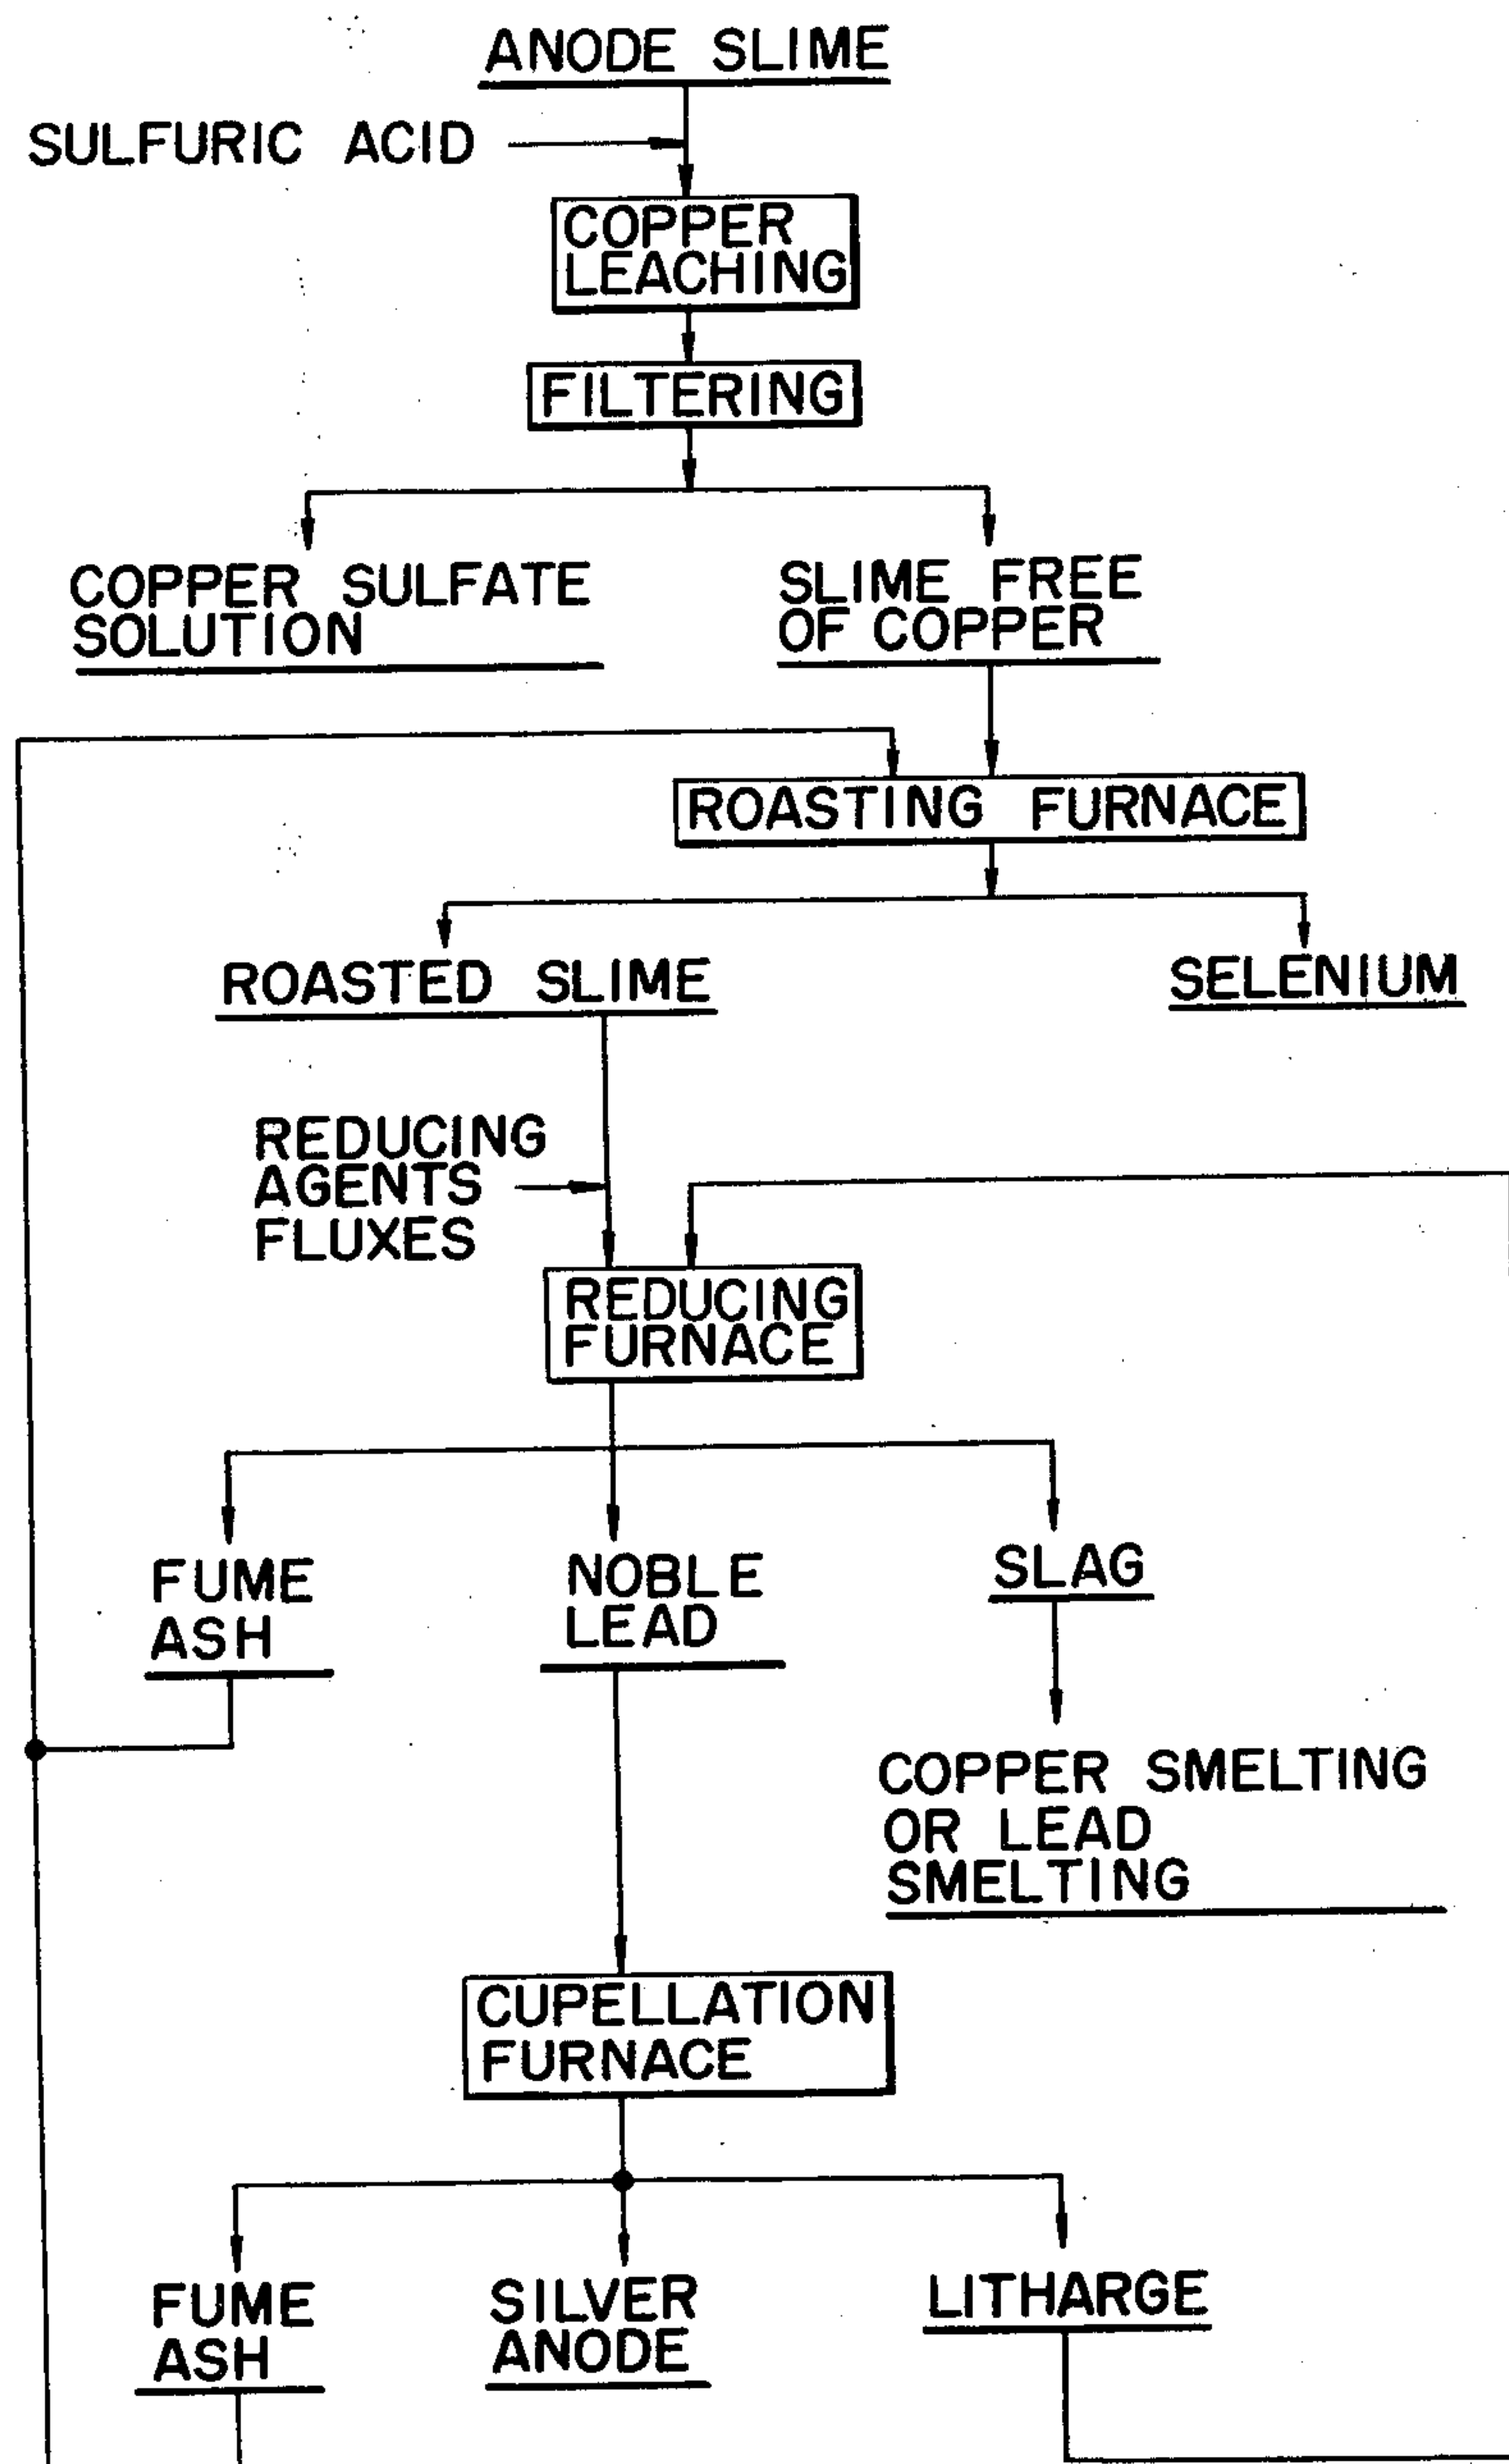 ANODE SLIME
SULFURIC ACID
COPPER
LEACHING
FILTERING
COPPER SULFATE
SOLUTION
SLIME FREE
OF COPPER
ROASTING FURNACE
ROASTED SLIME
SELENIUM
REDUCING
AGENTS
FLUXES
REDUCING
FURNACE
FUME
ASH
NOBLE
LEAD
SLAG
COPPER SMELTING
OR LEAD
SMELTING
CUPELLATION
FURNACE
FUME
ASH
SILVER
ANODE
LITHARGE